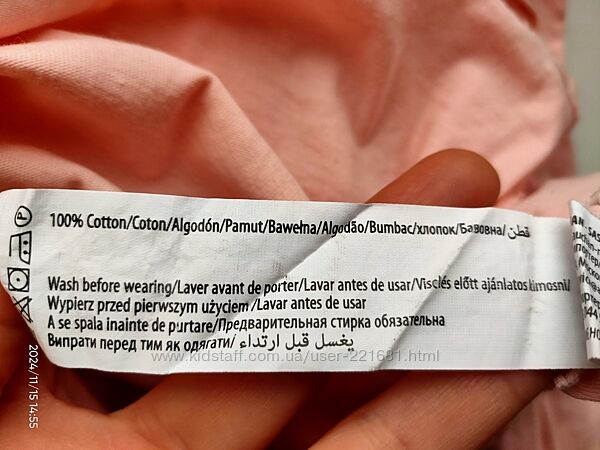 100% Cotton/Coton/Algodón/Pamut/Bawełna/Algodão/Bumbac/хлопок/Бавовна/قطن
Wash before wearing/Laver avant de porter/Lavar antes de usar/Visclés előtt ajánlatos kimosni/
Wypierz przed pierwszym użyciem /Lavar antes de usar
A se spala inainte de purtare/Предварительная стирка обязательна
Випрати перед тим як одягати/ يغسل قبل ارتداء
www.kidstaff.com.ua/user-221681.html
2024/11/15 14:55
P